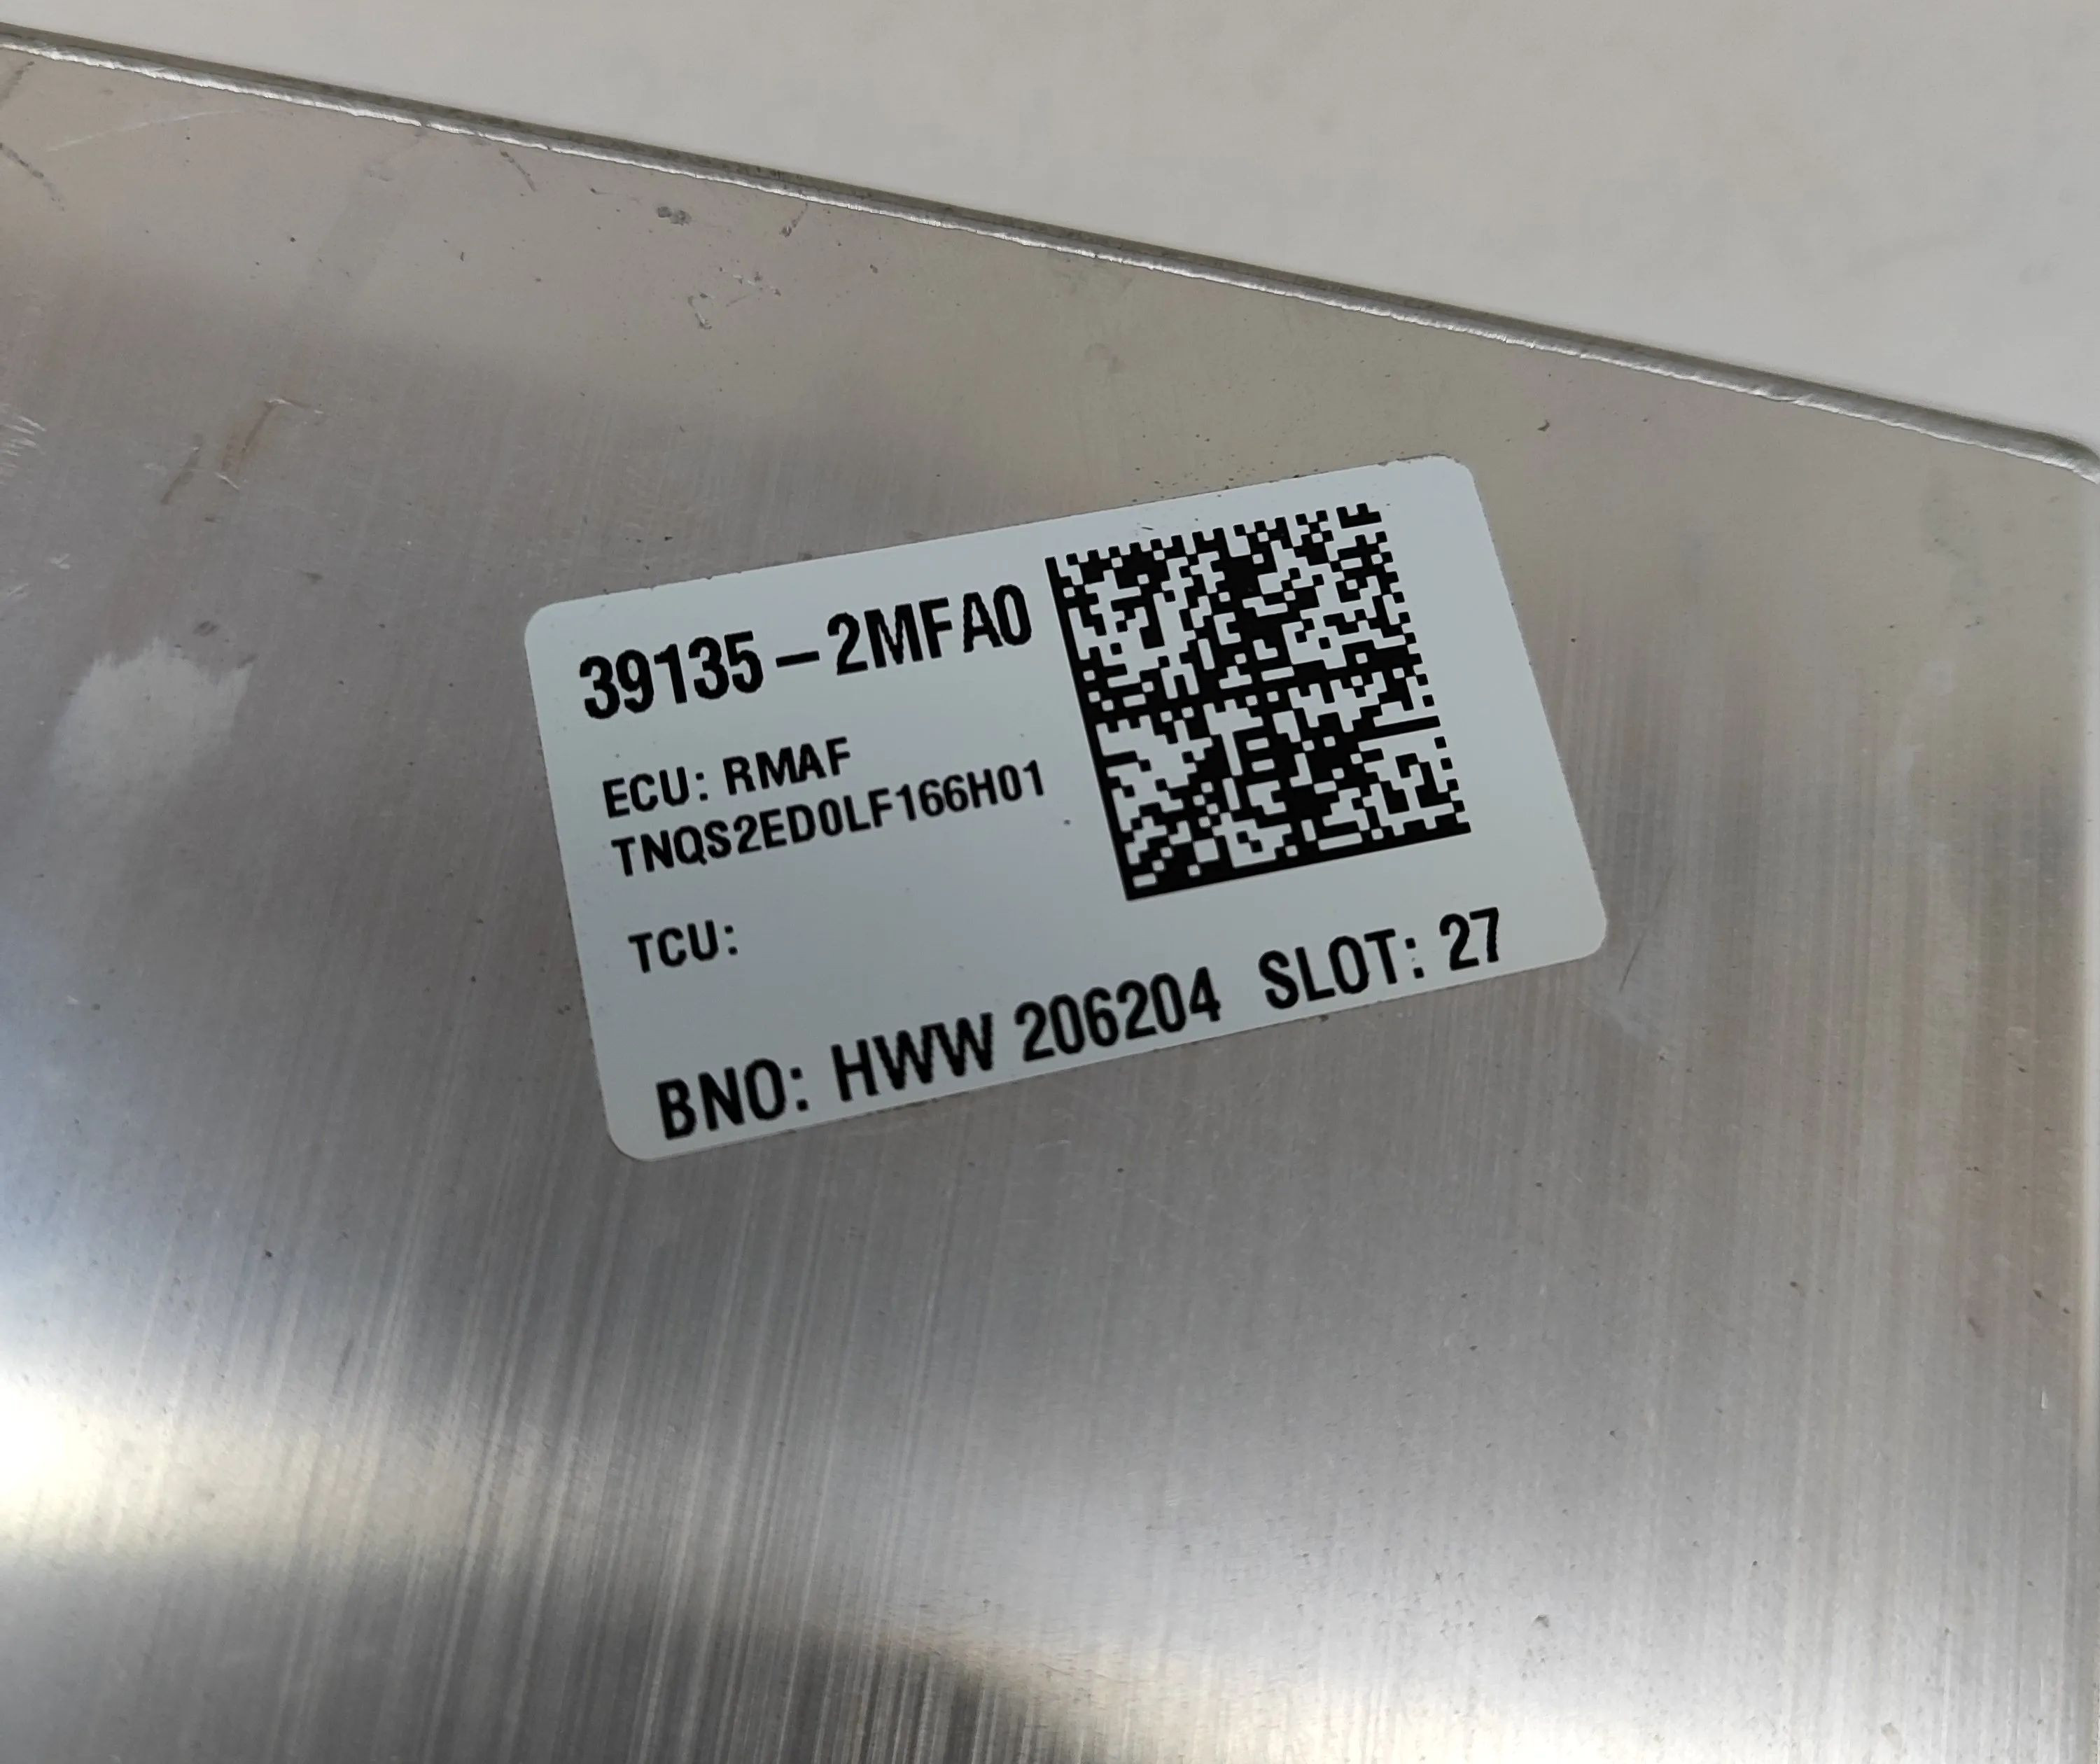 39135-2MFA0
ECU: RMAF
TNQS2ED0LF166H01
TCU:
BNO: HWW 206204 SLOT: 27